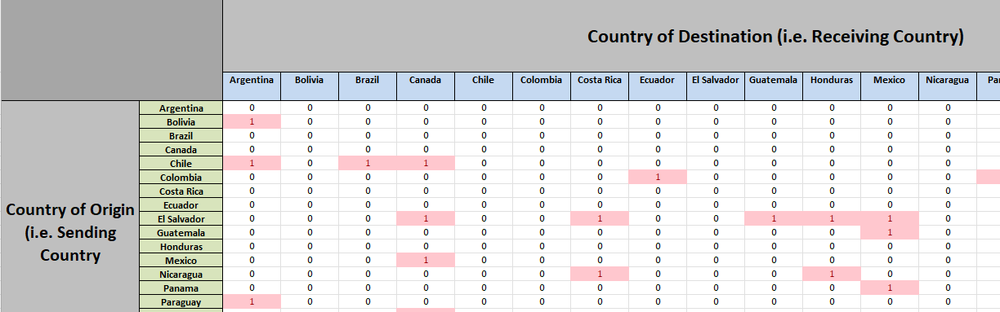 Country of Destination (i.e. Receiving Country)
Argentina Bolivia Brazil Canada Chile Colombia Costa Rica Ecuador El Salvador Guatemala Honduras Mexico Nicaragua
Country of Origin
(i.e. Sending
Country
Argentina 0 0 0 0 0 0 0 0 0 0 0 0 0
Bolivia 1 0 0 0 0 0 0 0 0 0 0 0 0
Brazil 0 0 0 0 0 0 0 0 0 0 0 0 0
Canada 0 0 0 0 0 0 0 0 0 0 0 0 0
Chile 1 0 1 1 0 0 0 0 0 0 0 0 0
Colombia 0 0 0 0 0 0 0 1 0 0 0 0 0
Costa Rica 0 0 0 0 0 0 0 0 0 0 0 0 0
Ecuador 0 0 0 0 0 0 0 0 0 0 0 0 0
El Salvador 0 0 0 1 0 0 1 0 0 1 1 1 0
Guatemala 0 0 0 0 0 0 0 0 0 0 0 1 0
Honduras 0 0 0 0 0 0 0 0 0 0 0 0 0
Mexico 0 0 0 1 0 0 0 0 0 0 0 0 0
Nicaragua 0 0 0 0 0 0 1 0 0 0 1 0 0
Panama 0 0 0 0 0 0 0 0 0 0 0 1 0
Paraguay 1 0 0 0 0 0 0 0 0 0 0 0 0